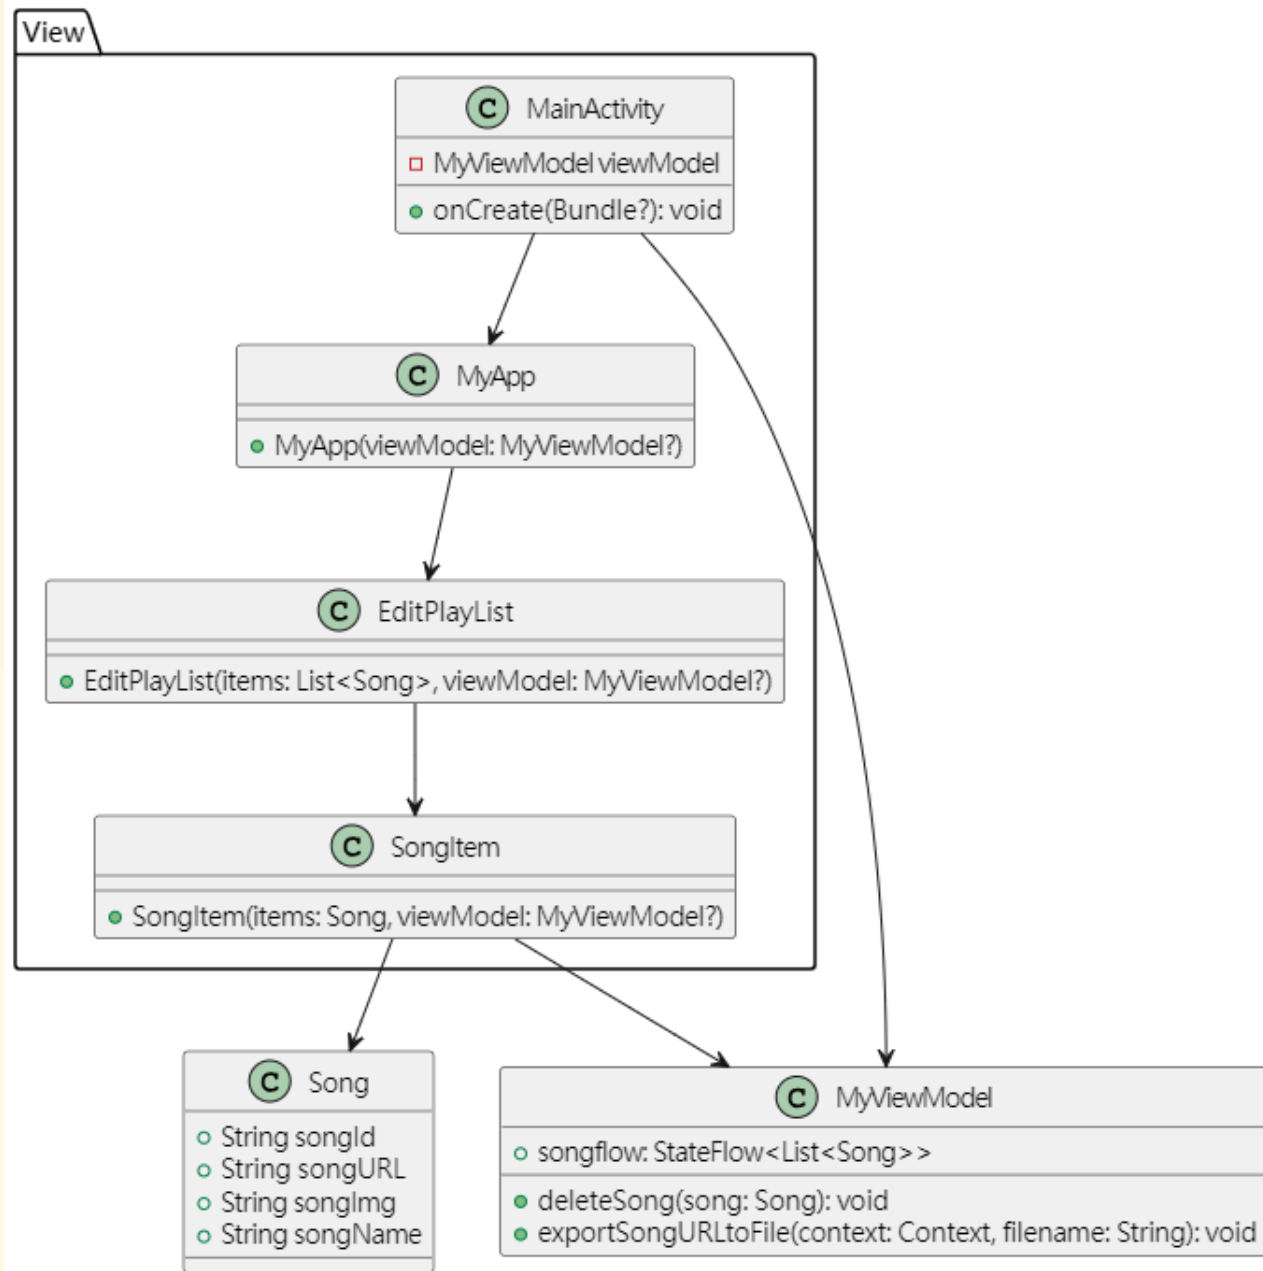 View
C MainActivity
MyViewModel viewModel
onCreate(Bundle?): void
C MyApp
MyApp(viewModel: MyViewModel?)
C EditPlayList
EditPlayList(items: List<Song>, viewModel: MyViewModel?)
C SongItem
SongItem(items: Song, viewModel: MyViewModel?)
C Song
String songId
String songURL
String songImg
String songName
C MyViewModel
songflow: StateFlow<List<Song>>
deleteSong(song: Song): void
exportSongURLtoFile(context: Context, filename: String): void